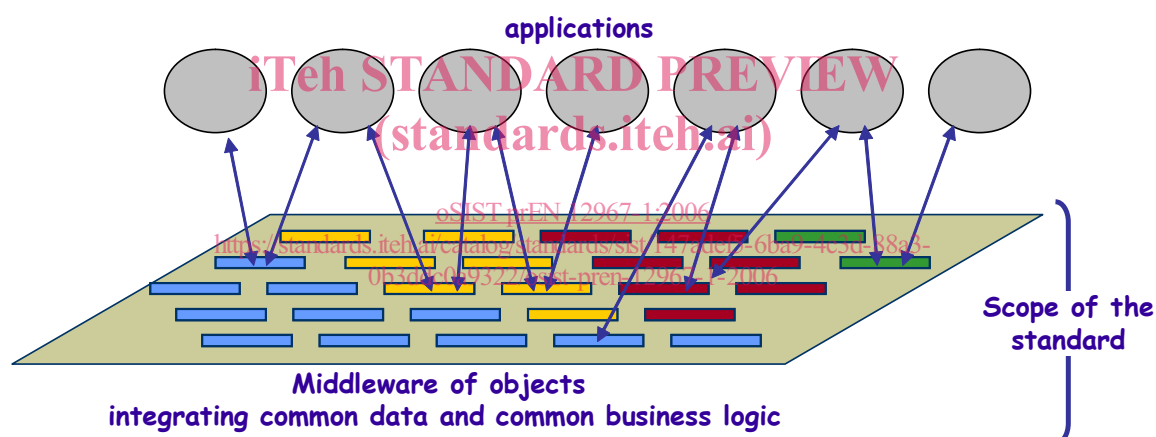 applications
iTeh STANDARD PREVIEW
(standards.iteh.ai)
oSIST prEN 12967-1:2006
Scope of the
standard
Middleware of objects
integrating common data and common business logic